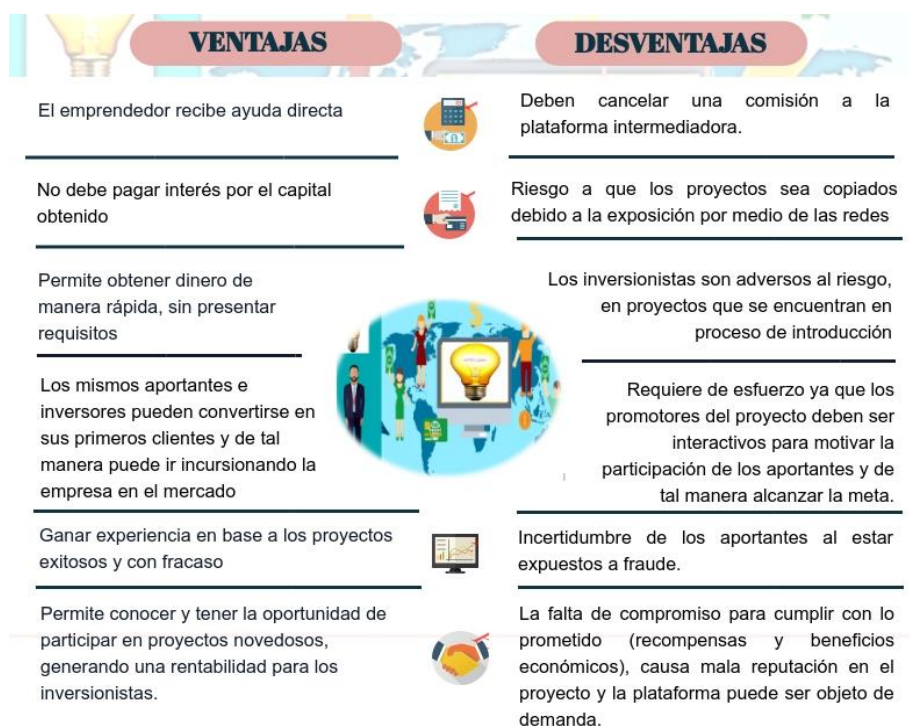 VENTAJAS
DESVENTAJAS
El emprendedor recibe ayuda directa
Deben cancelar una comisión a la
plataforma intermediadora.
No debe pagar interés por el capital
obtenido
Riesgo a que los proyectos sea copiados
debido a la exposición por medio de las redes
Permite obtener dinero de
manera rápida, sin presentar
requisitos
Los inversionistas son adversos al riesgo,
en proyectos que se encuentran en
proceso de introducción
Los mismos aportantes e
inversores pueden convertirse en
sus primeros clientes y de tal
manera puede ir incursionando la
empresa en el mercado
Requiere de esfuerzo ya que los
promotores del proyecto deben ser
interactivos para motivar la
participación de los aportantes y de
tal manera alcanzar la meta.
Ganar experiencia en base a los proyectos
exitosos y con fracaso
Incertidumbre de los aportantes al estar
expuestos a fraude.
Permite conocer y tener la oportunidad de
participar en proyectos novedosos,
generando una rentabilidad para los
inversionistas.
La falta de compromiso para cumplir con lo
prometido (recompensas y beneficios
económicos), causa mala reputación en el
proyecto y la plataforma puede ser objeto de
demanda.